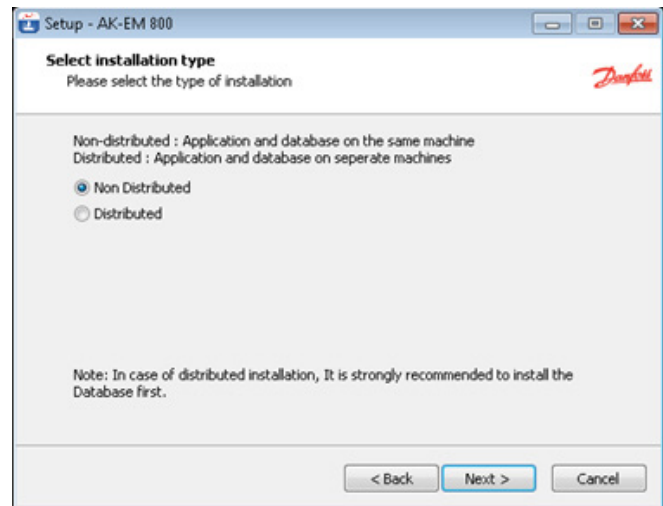 Setup - AK-EM 800
Select installation type
Please select the type of installation
Danfoss
Non-distributed : Application and database on the same machine
Distributed : Application and database on seperate machines
Non Distributed
Distributed
Note: In case of distributed installation, It is strongly recommended to install the
Database first.
< Back
Next >
Cancel